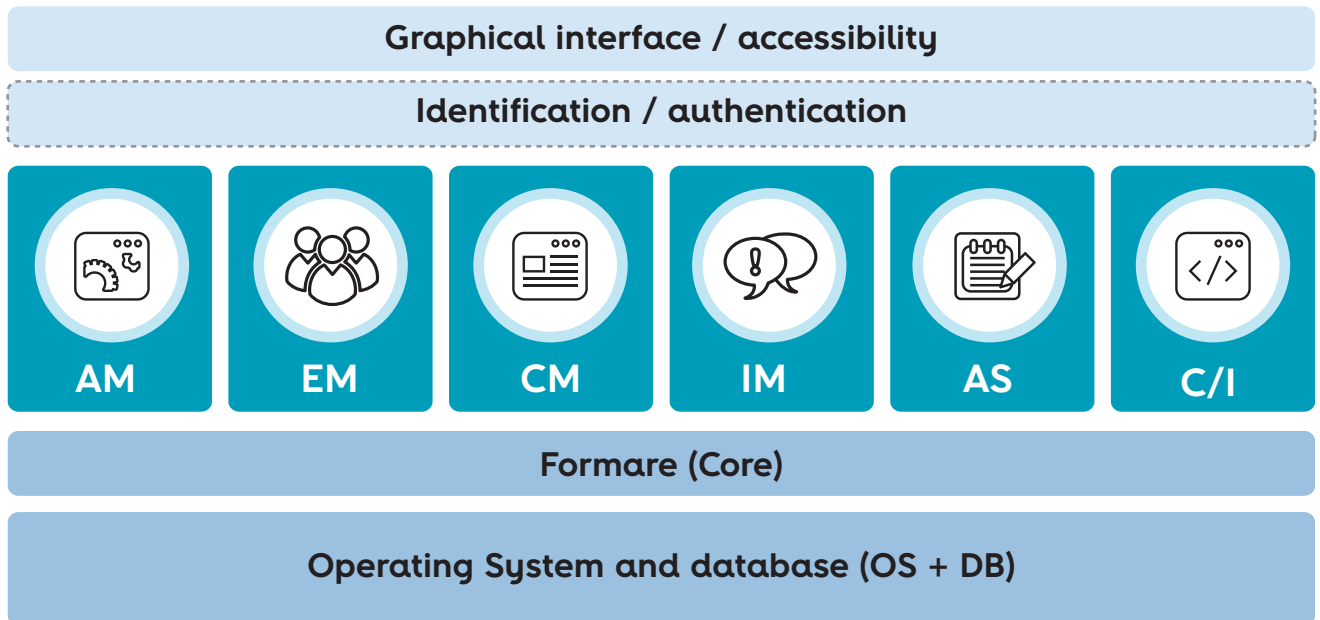 Graphical interface / accessibility
Identification / authentication
AM
EM
CM
IM
AS
C/I
Formare (Core)
Operating System and database (OS + DB)